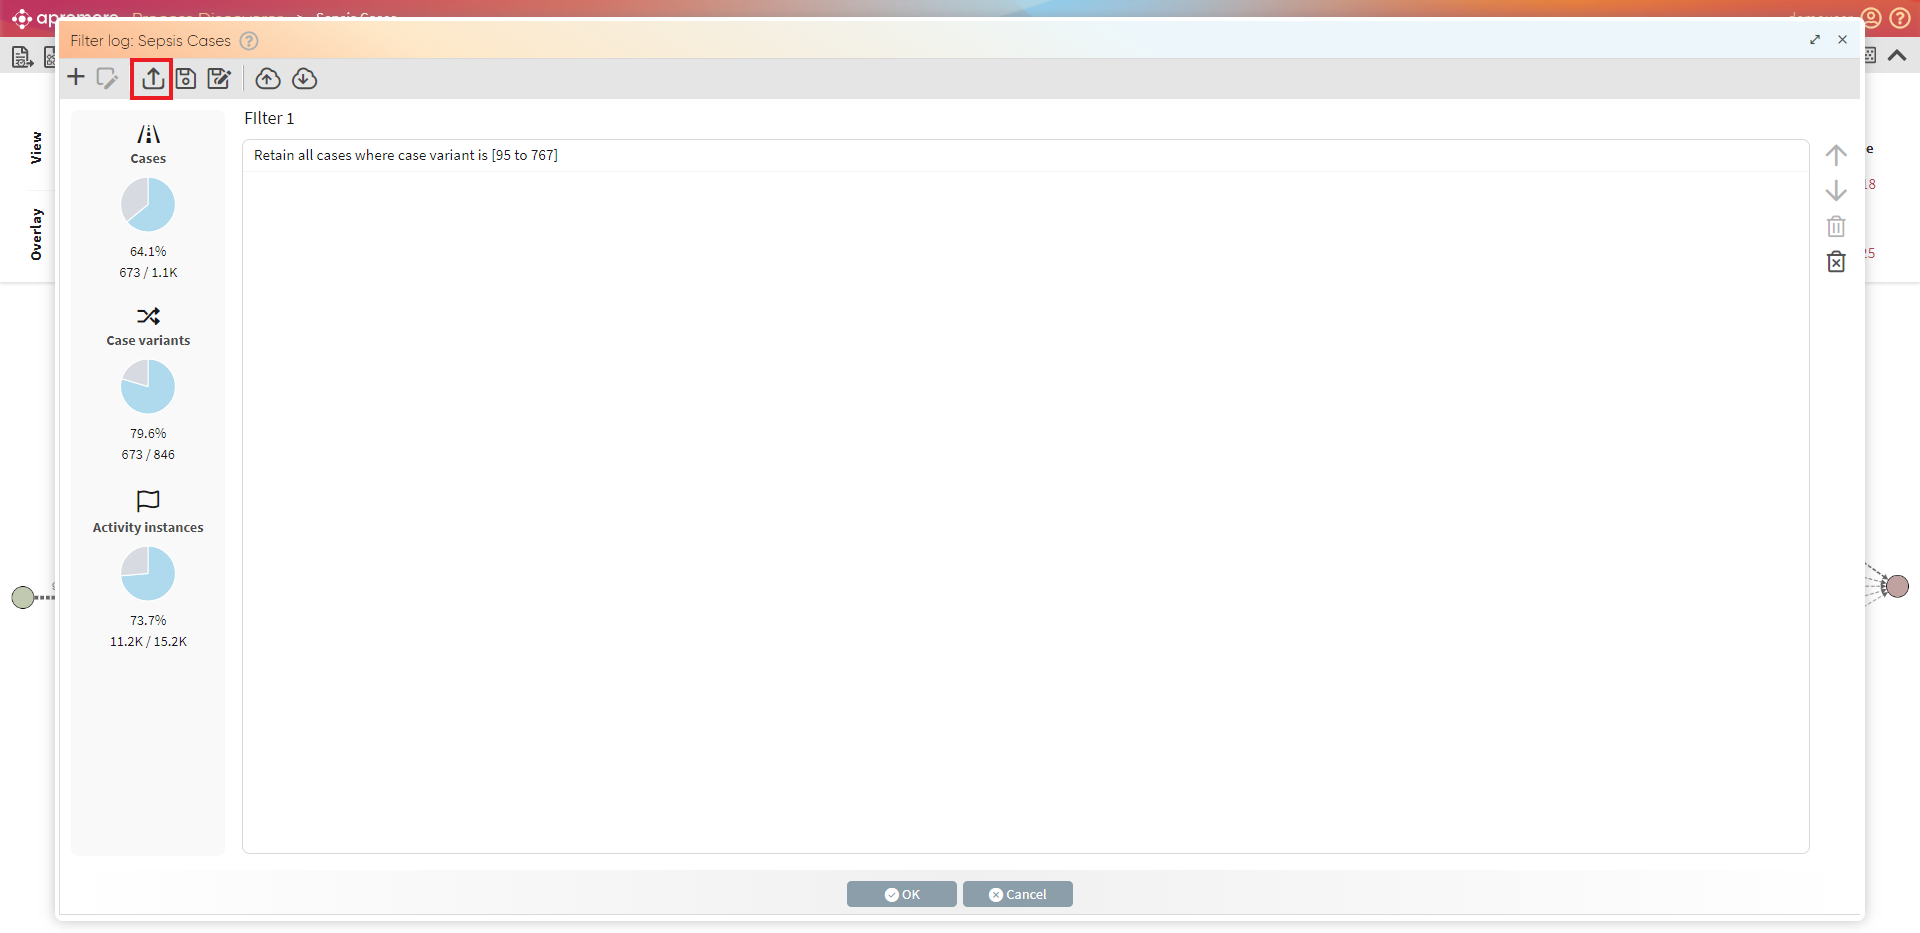 Filter log: Sepsis Cases
View
Overlay
FIlter 1
Retain all cases where case variant is [95 to 767]
Cases
64.1%
673 / 1.1K
Case variants
79.6%
673 / 846
Activity instances
73.7%
11.2K / 15.2K
e
18
25
OK
Cancel